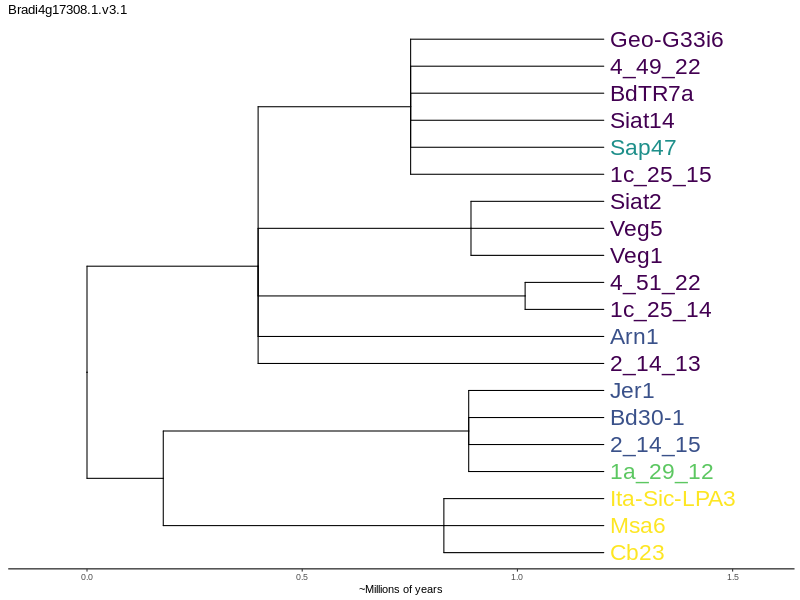 Bradi4g17308.1.v3.1
Geo-G33i6
4_49_22
BdTR7a
Siat14
Sap47
1c_25_15
Siat2
Veg5
Veg1
4_51_22
1c_25_14
Arn1
2_14_13
Jer1
Bd30-1
2_14_15
1a_29_12
Ita-Sic-LPA3
Msa6
Cb23
0.0 0.5 1.0 1.5
~Millions of years